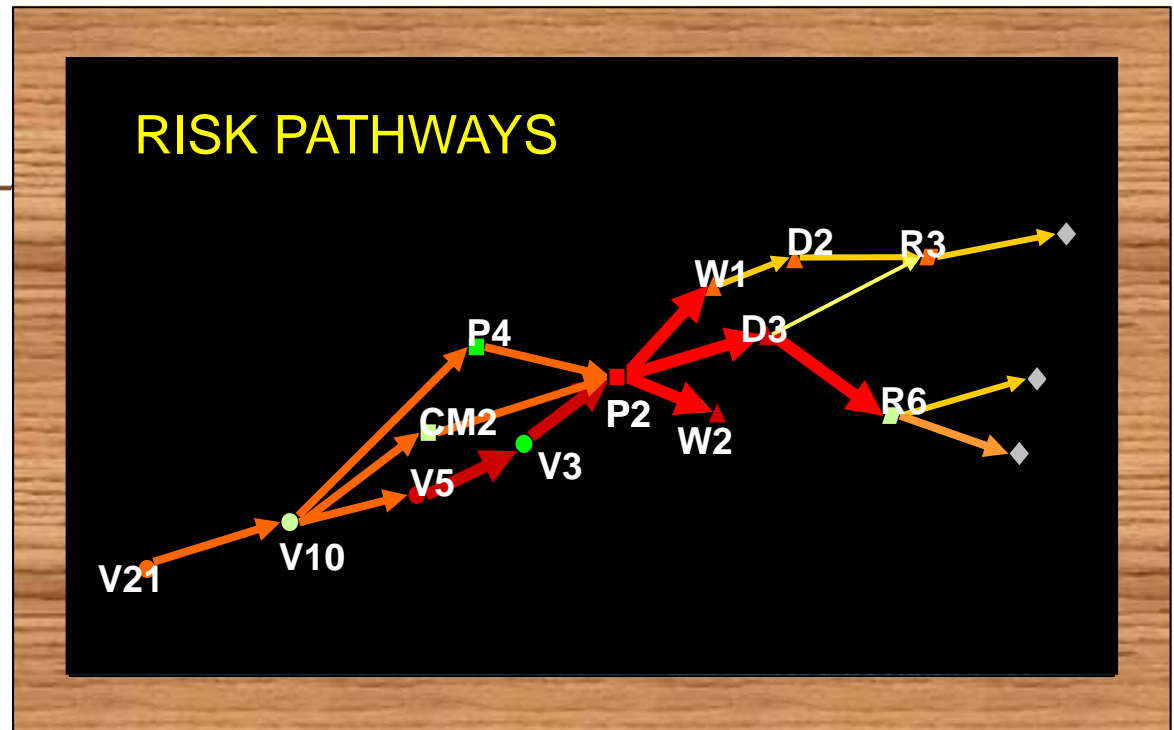 RISK PATHWAYS
D2
R3
W1
D3
P4
R6
P2
CM2
W2
V3
V5
V10
V21